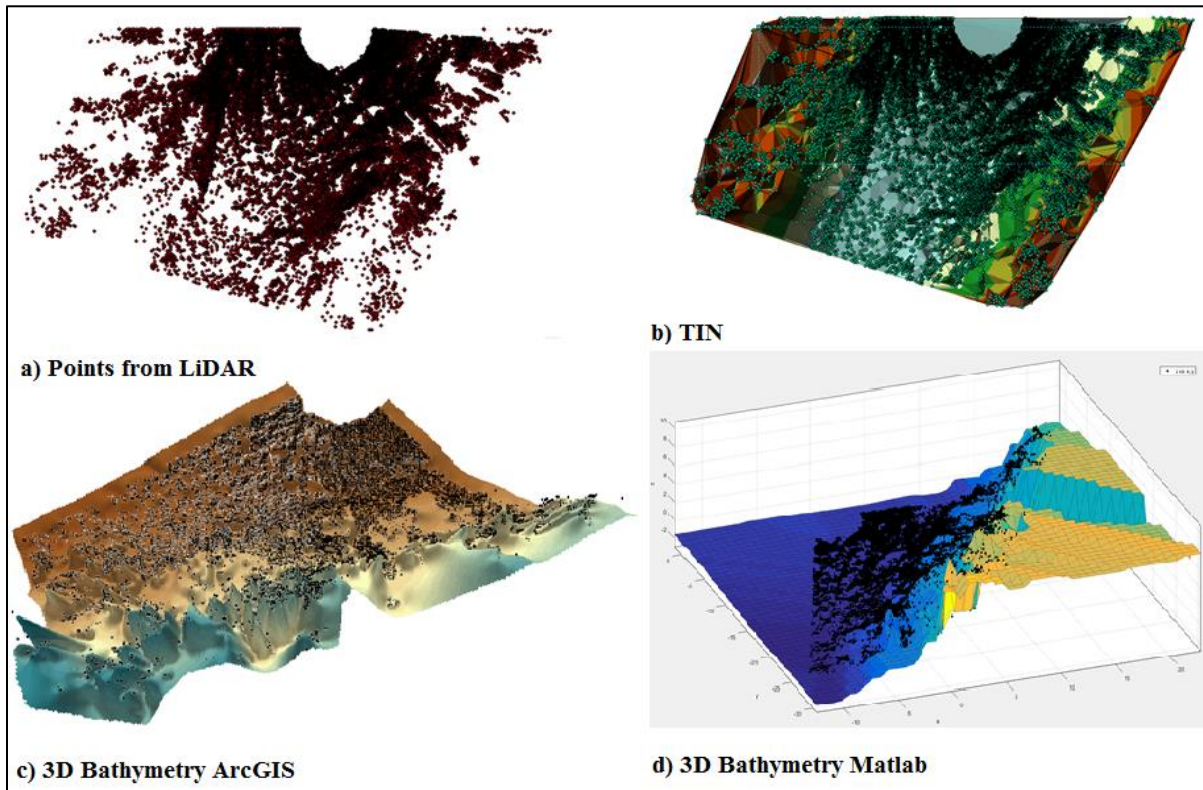 a) Points from LiDAR
b) TIN
c) 3D Bathymetry ArcGIS
d) 3D Bathymetry Matlab